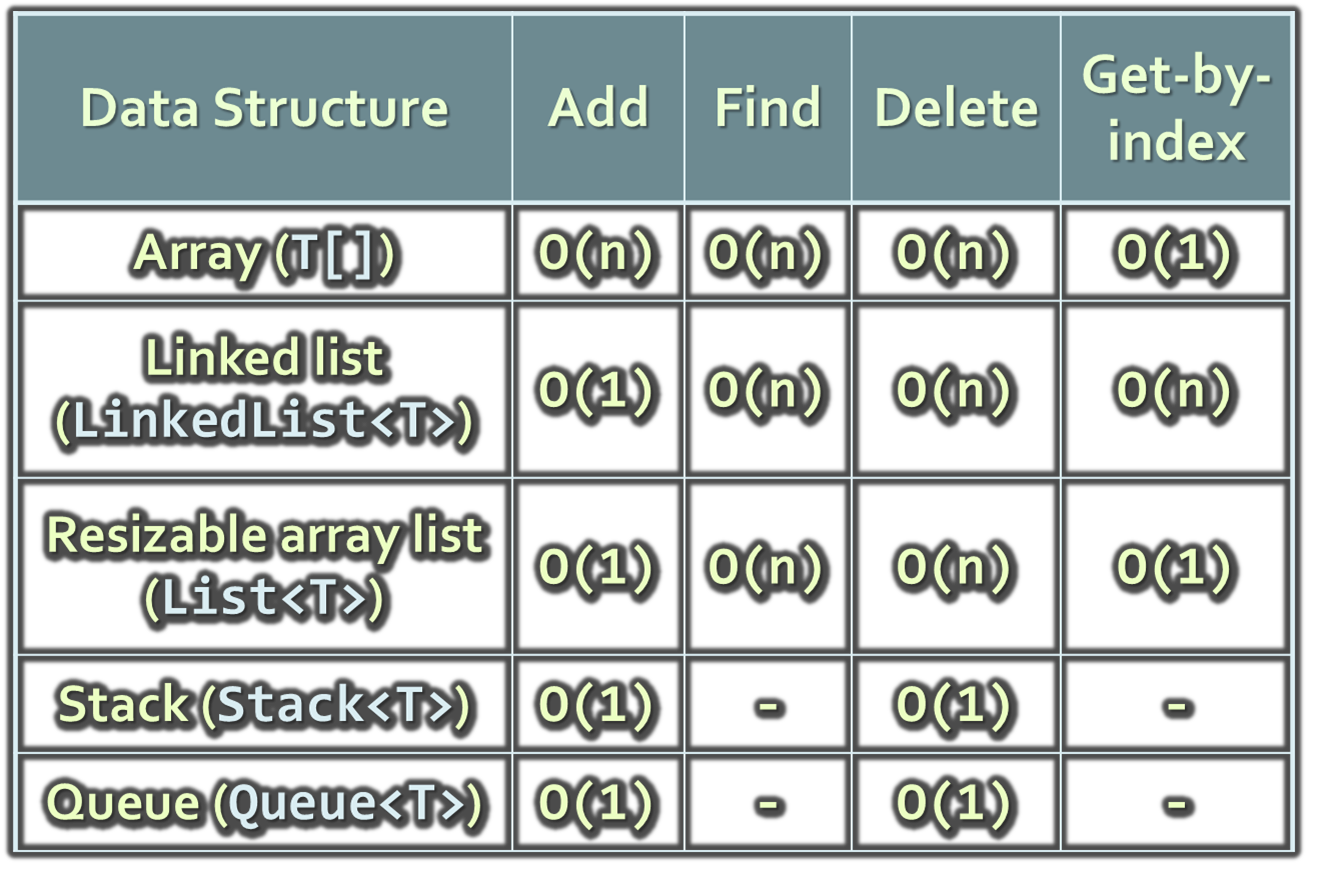 Data Structure Add Find Delete Get-by-
index
Array (T[]) O(n) O(n) O(n) O(1)
Linked list
(LinkedList<T>) O(1) O(n) O(n) O(n)
Resizable array list
(List<T>) O(1) O(n) O(n) O(1)
Stack (Stack<T>) O(1) - O(1) -
Queue (Queue<T>) O(1) - O(1) -